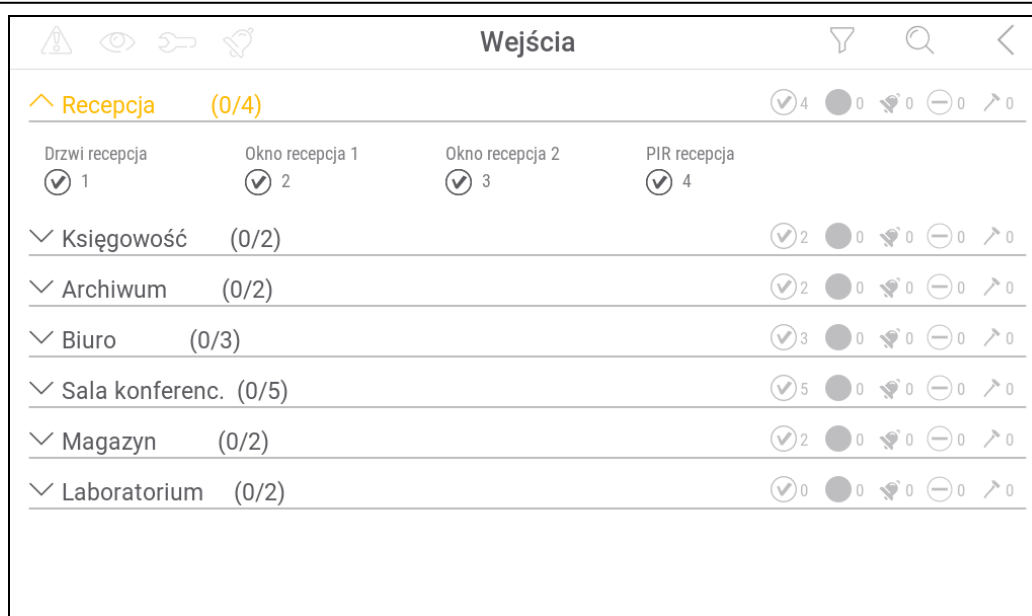 Wejścia
Recepcja (0/4) 4 0 0 0 0
Drzwi recepcja Okno recepcja 1 Okno recepcja 2 PIR recepcja
1 2 3 4
Księgowość (0/2) 2 0 0 0 0
Archiwum (0/2) 2 0 0 0 0
Biuro (0/3) 3 0 0 0 0
Sala konferenc. (0/5) 5 0 0 0 0
Magazyn (0/2) 2 0 0 0 0
Laboratorium (0/2) 0 0 0 0 0